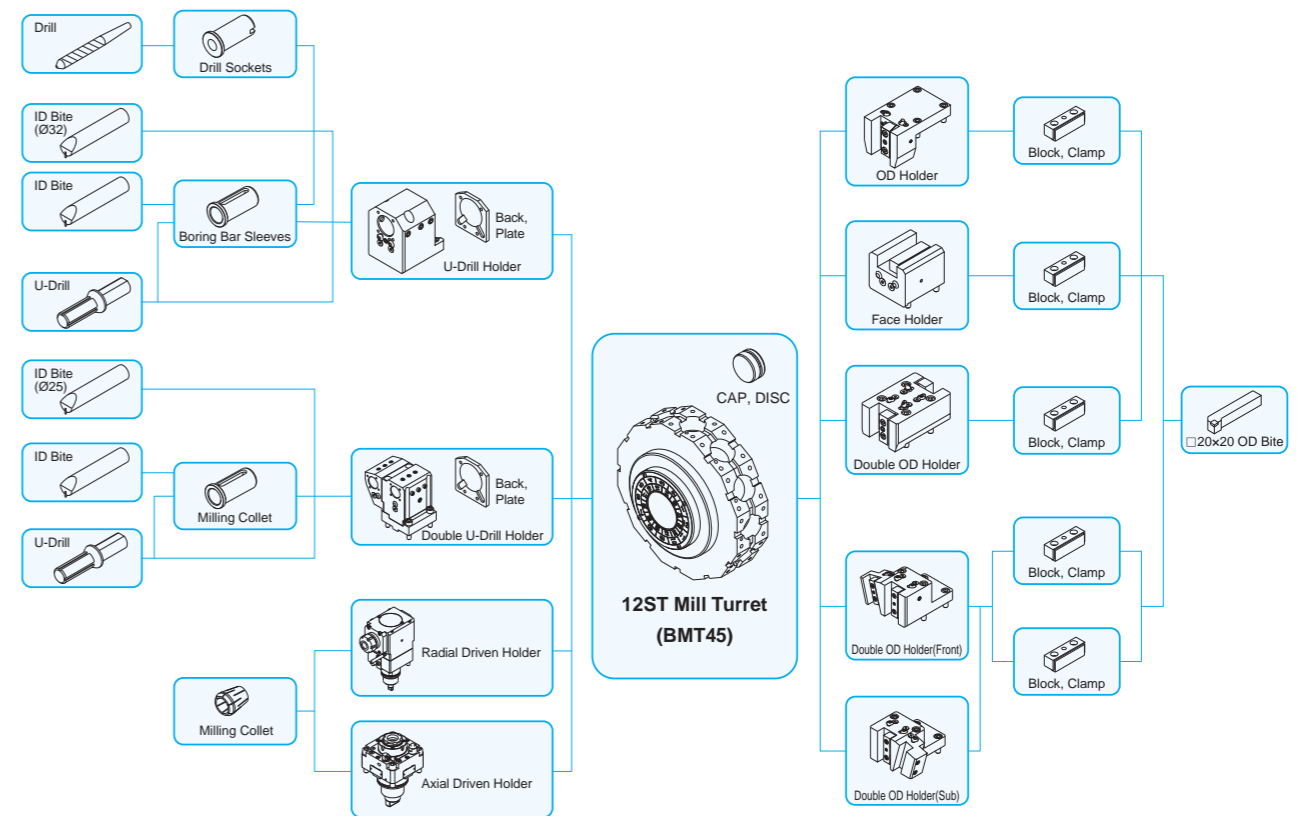 Drill
Drill Sockets
ID Bite
(Ø32)
ID Bite
Boring Bar Sleeves
U-Drill
Back,
Plate
U-Drill Holder
ID Bite
(Ø25)
ID Bite
Milling Collet
U-Drill
Back,
Plate
Double U-Drill Holder
Radial Driven Holder
Milling Collet
Axial Driven Holder
CAP, DISC
12ST Mill Turret
(BMT45)
OD Holder
Block, Clamp
Face Holder
Block, Clamp
Double OD Holder
Block, Clamp
□20×20 OD Bite
Double OD Holder(Front)
Block, Clamp
Block, Clamp
Double OD Holder(Sub)